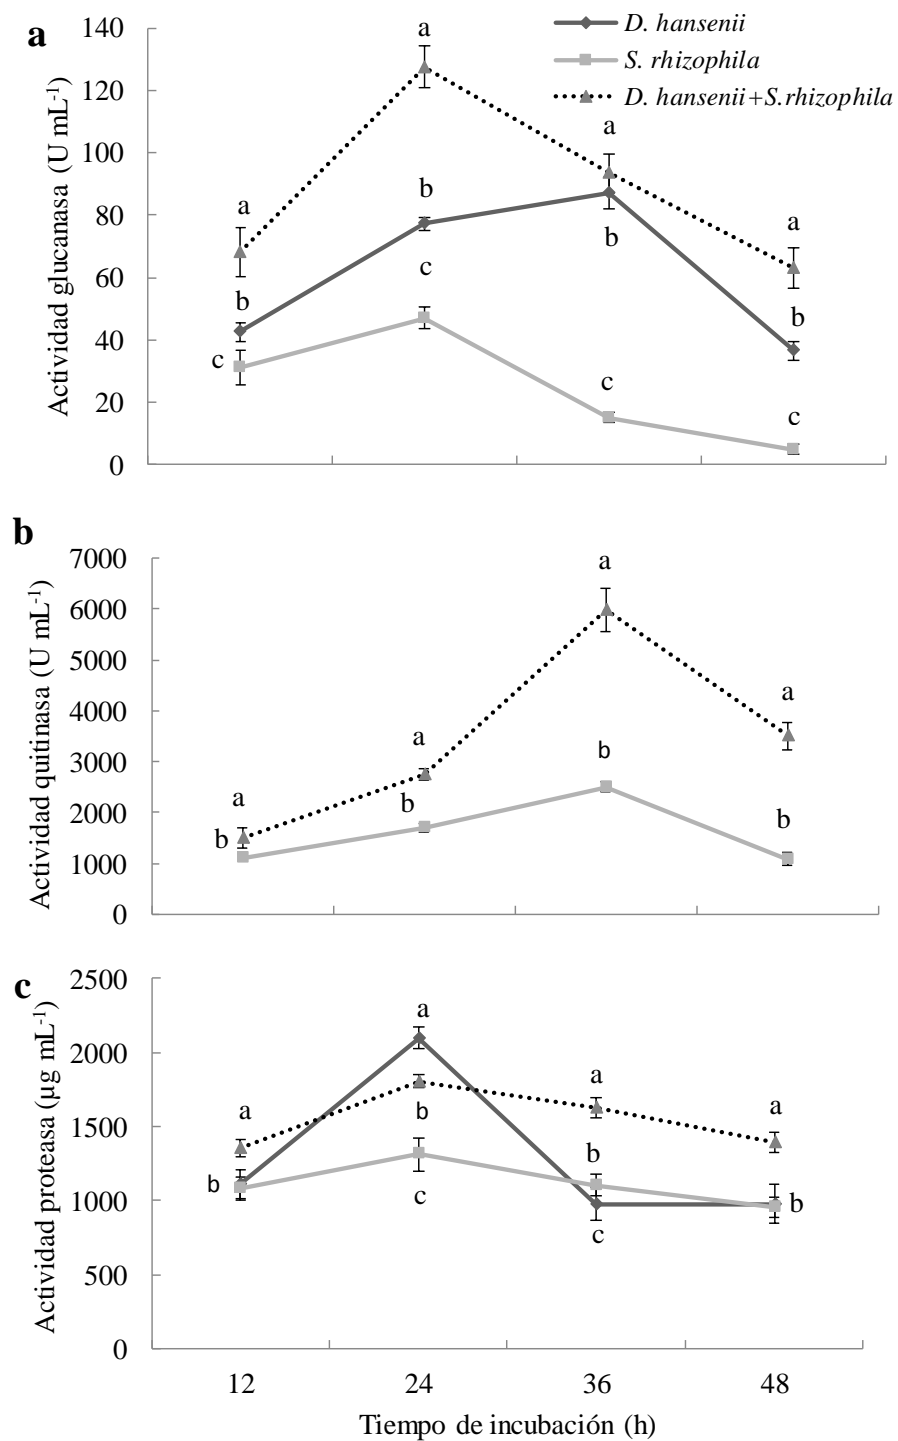 a
D. hansenii
S. rhizophila
D. hansenii+S.rhizophila
Actividad glucanasa (U mL-1)
140
120
100
80
60
40
20
0
a
a
a
a
b
b
b
b
c
c
c
c
b
Actividad quitinasa (U mL-1)
7000
6000
5000
4000
3000
2000
1000
0
a
a
a
a
b
b
b
b
c
Actividad proteasa (µg mL-1)
2500
2000
1500
1000
500
0
a
a
a
a
b
b
b
b
c
c
12 24 36 48
Tiempo de incubación (h)